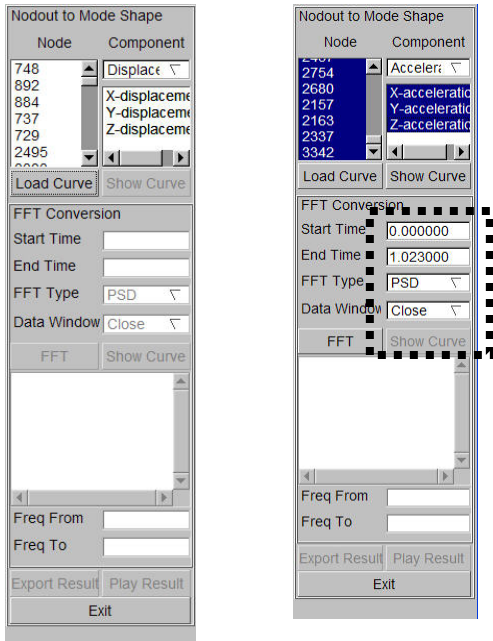 Nodout to Mode Shape
Node Component
748 Displace
892
884
737
729
2495
X-displaceme
Y-displaceme
Z-displaceme
Load Curve Show Curve
FFT Conversion
Start Time
End Time
FFT Type PSD
Data Window Close
FFT Show Curve
Freq From
Freq To
Export Result Play Result
Exit
Nodout to Mode Shape
Node Component
2754 Accelera
2680
2157
2163
2337
3342
X-acceleratic
Y-acceleratic
Z-acceleratic
Load Curve Show Curve
FFT Conversion
Start Time 0.000000
End Time 1.023000
FFT Type PSD
Data Window Close
FFT Show Curve
Freq From
Freq To
Export Result Play Result
Exit